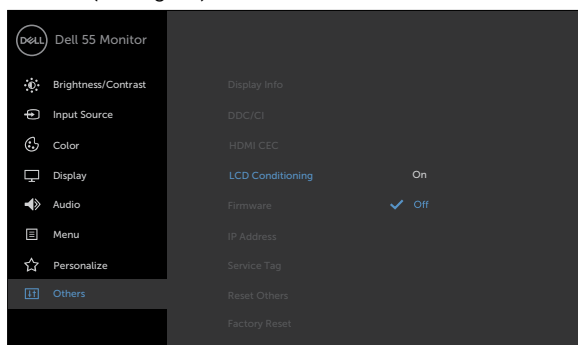 DELL Dell 55 Monitor
Brightness/Contrast
Display Info
Input Source
DDC/CI
Color
HDMI CEC
Display
LCD Conditioning On
Audio
Firmware Off
Menu
IP Address
Personalize
Service Tag
Others
Reset Others
Factory Reset